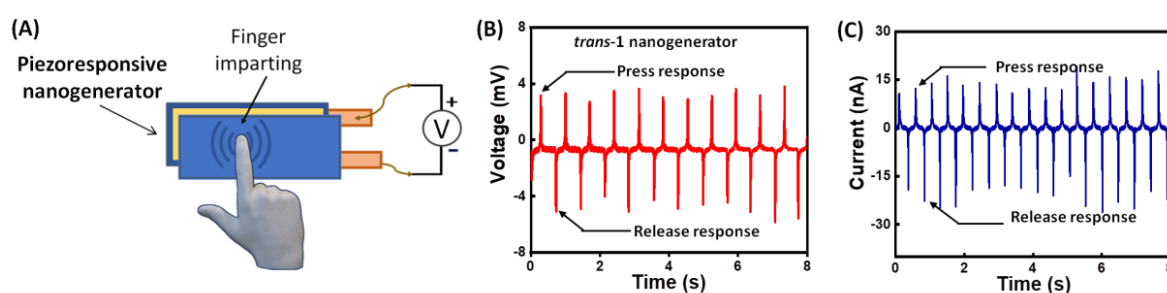 (A)
Finger
imparting
Piezoresponsive
nanogenerator
+
V
−
(B)
trans-1 nanogenerator
Press response
Release response
Voltage (mV)
8
4
0
-4
-8
0 2 4 6 8
Time (s)
(C)
Press response
Release response
Current (nA)
30
15
0
-15
-30
0 2 4 6 8
Time (s)